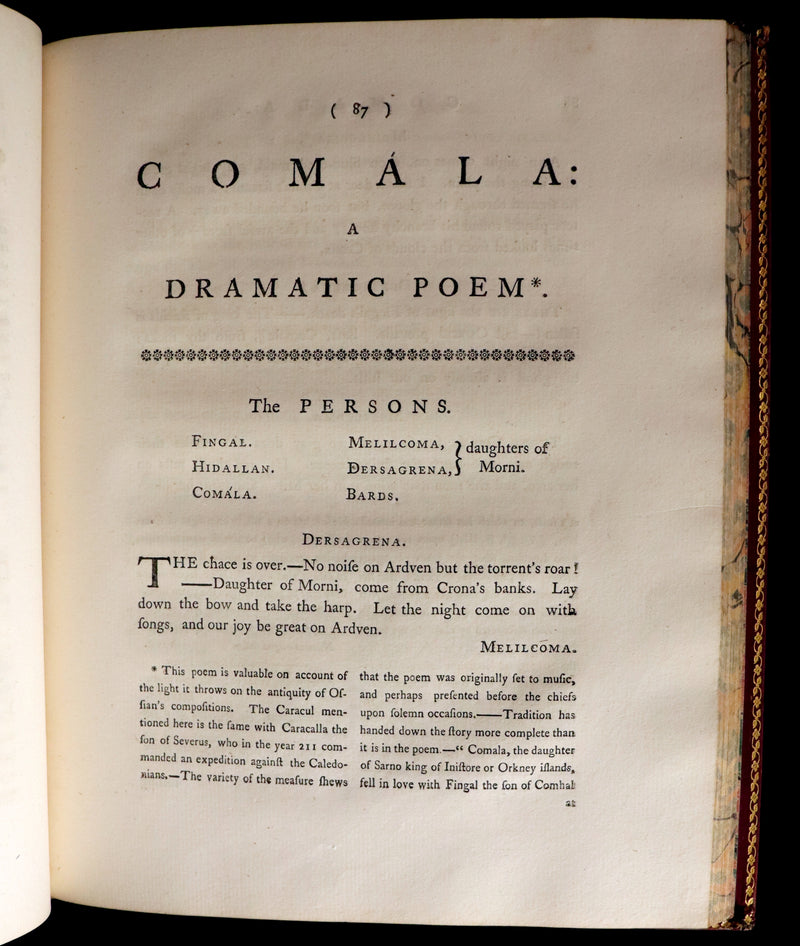 ( 87 )
COMÁLA:
A
DRAMATIC POEM*.
The PERSONS.
FINGAL.
HIDALLAN.
COMÁLA.
MELILCOMA,
DERSAGRENA,
} daughters of
Morni.
BARDS.
DERSAGRENA.
THE chace is over.—No noiſe on Ardven but the torrent's roar!
——Daughter of Morni, come from Crona's banks. Lay
down the bow and take the harp. Let the night come on with
ſongs, and our joy be great on Ardven.
MELILCOMA.
* This poem is valuable on account of
the light it throws on the antiquity of Oſ-
ſian's compoſitions. The Caracul men-
tioned here is the ſame with Caracalla the
ſon of Severus, who in the year 211 com-
manded an expedition againſt the Caledo-
nians.—The variety of the meaſure ſhews
that the poem was originally ſet to muſic,
and perhaps preſented before the chiefs
upon ſolemn occaſions.——Tradition has
handed down the ſtory more complete than
it is in the poem.—“ Comala, the daughter
of Sarno king of Iniſtore or Orkney iſlands,
fell in love with Fingal the ſon of Comhal
at